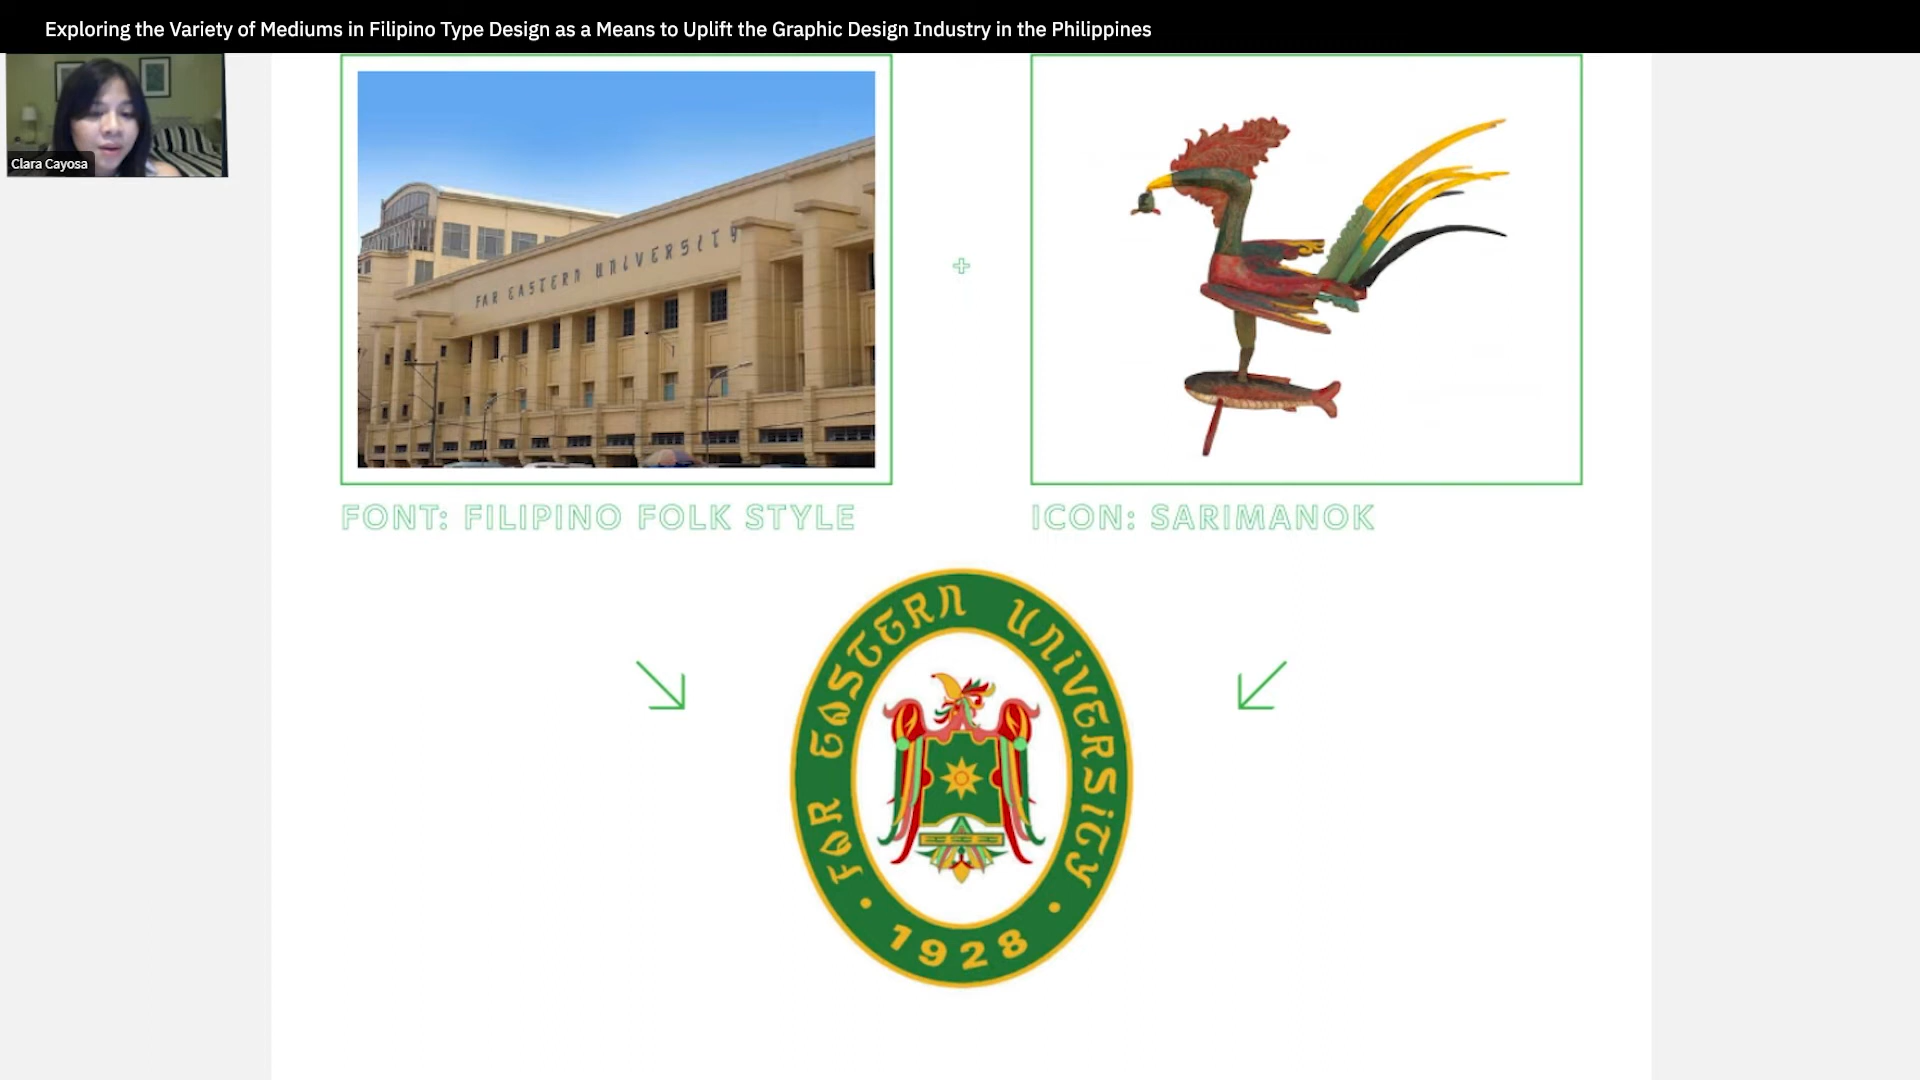 Exploring the Variety of Mediums in Filipino Type Design as a Means to Uplift the Graphic Design Industry in the Philippines
Clara Cayosa
FAR EASTERN UNIVERSITY
FONT: FILIPINO FOLK STYLE
ICON: SARIMANOK
FAR EASTERN UNIVERSITY
• 1928 •